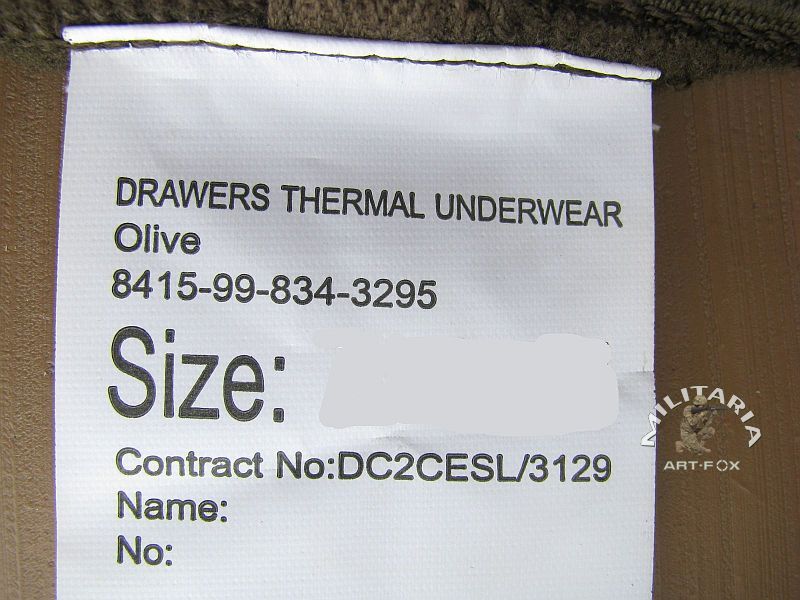 DRAWERS THERMAL UNDERWEAR
Olive
8415-99-834-3295
Size:
Contract No:DC2CESL/3129
Name:
No:
MILITARIA
ART-FOX